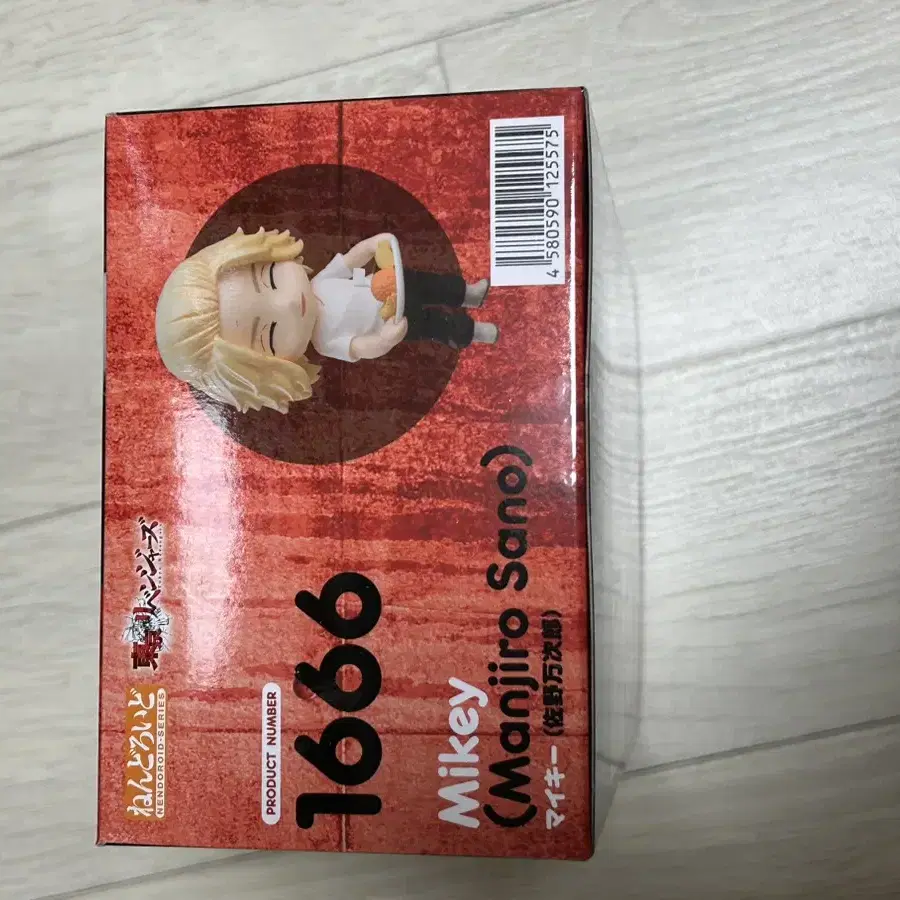 ねんどろいど
NENDOROID·SERIES
東京リベンジャーズ
PRODUCT NUMBER
1666
Mikey
(Manjiro Sano)
マイキー (佐野万次郎)
4 580590 125575